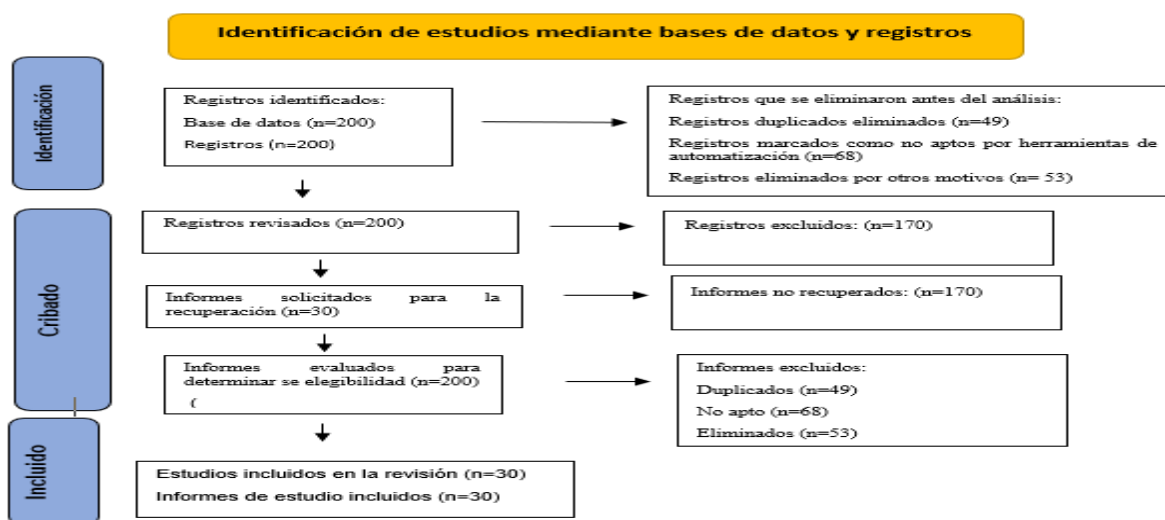 Identificación de estudios mediante bases de datos y registros
Identificación
Registros identificados:
Base de datos (n=200)
Registros (n=200)
Registros que se eliminaron antes del análisis:
Registros duplicados eliminados (n=49)
Registros marcados como no aptos por herramientas de
automatización (n=68)
Registros eliminados por otros motivos (n= 53)
Cribado
Registros revisados (n=200)
Registros excluidos: (n=170)
Informes solicitados para la
recuperación (n=30)
Informes no recuperados: (n=170)
Informes evaluados para
determinar se elegibilidad (n=200)
(
Informes excluidos:
Duplicados (n=49)
No apto (n=68)
Eliminados (n=53)
Incluido
Estudios incluidos en la revisión (n=30)
Informes de estudio incluidos (n=30)